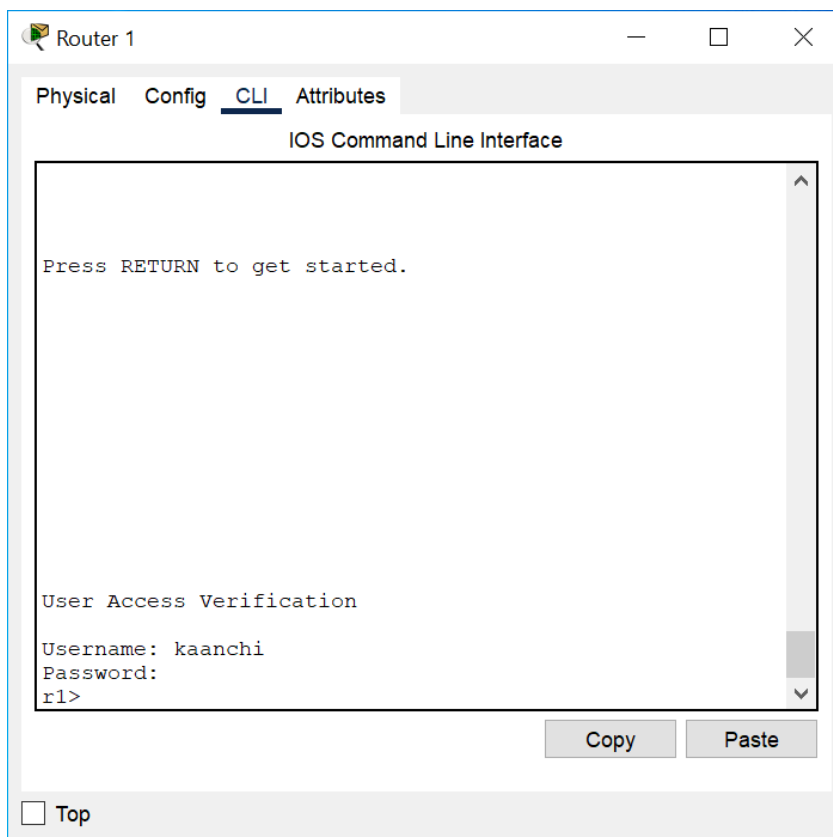 Router 1
Physical Config CLI Attributes
IOS Command Line Interface
Press RETURN to get started.
User Access Verification
Username: kaanchi
Password:
r1>
Copy Paste
Top